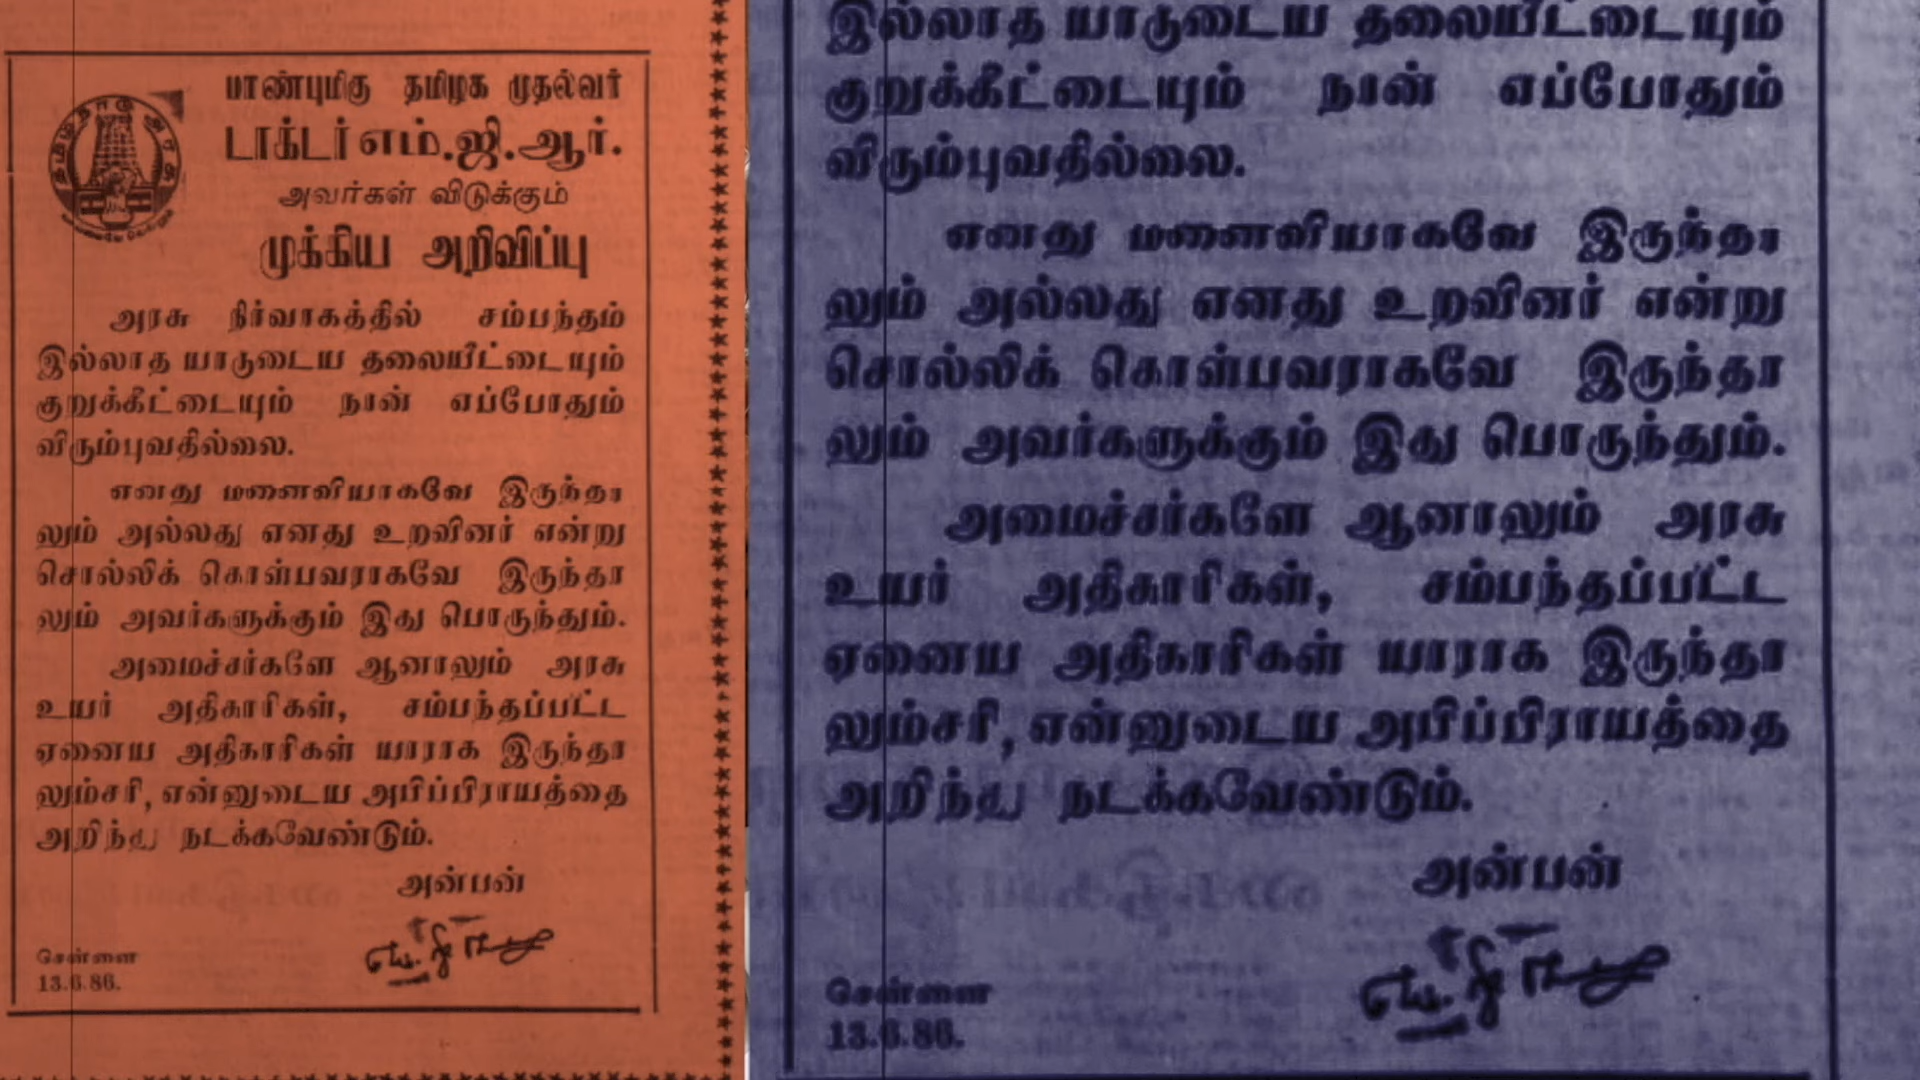 மாண்புமிகு தமிழக முதல்வர்
டாக்டர் எம்.ஜி.ஆர்.
அவர்கள் விடுக்கும்
முக்கிய அறிவிப்பு
அரசு நிர்வாகத்தில் சம்பந்தம்
இல்லாத யாருடைய தலையீட்டையும்
குறுக்கீட்டையும் நான் எப்போதும்
விரும்புவதில்லை.
எனது மனைவியாகவே இருந்தா
லும் அல்லது எனது உறவினர் என்று
சொல்லிக் கொள்பவராகவே இருந்தா
லும் அவர்களுக்கும் இது பொருந்தும்.
அமைச்சர்களே ஆனாலும் அரசு
உயர் அதிகாரிகள், சம்பந்தப்பட்ட
ஏனைய அதிகாரிகள் யாராக இருந்தா
லும்சரி, என்னுடைய அபிப்பிராயத்தை
அறிந்து நடக்கவேண்டும்.
அன்பன்
சென்னை
13.6.86.
இல்லாத யாருடைய தலையீட்டையும்
குறுக்கீட்டையும் நான் எப்போதும்
விரும்புவதில்லை.
எனது மனைவியாகவே இருந்தா
லும் அல்லது எனது உறவினர் என்று
சொல்லிக் கொள்பவராகவே இருந்தா
லும் அவர்களுக்கும் இது பொருந்தும்.
அமைச்சர்களே ஆனாலும் அரசு
உயர் அதிகாரிகள், சம்பந்தப்பட்ட
ஏனைய அதிகாரிகள் யாராக இருந்தா
லும்சரி, என்னுடைய அபிப்பிராயத்தை
அறிந்து நடக்கவேண்டும்.
அன்பன்
சென்னை
13.6.86.